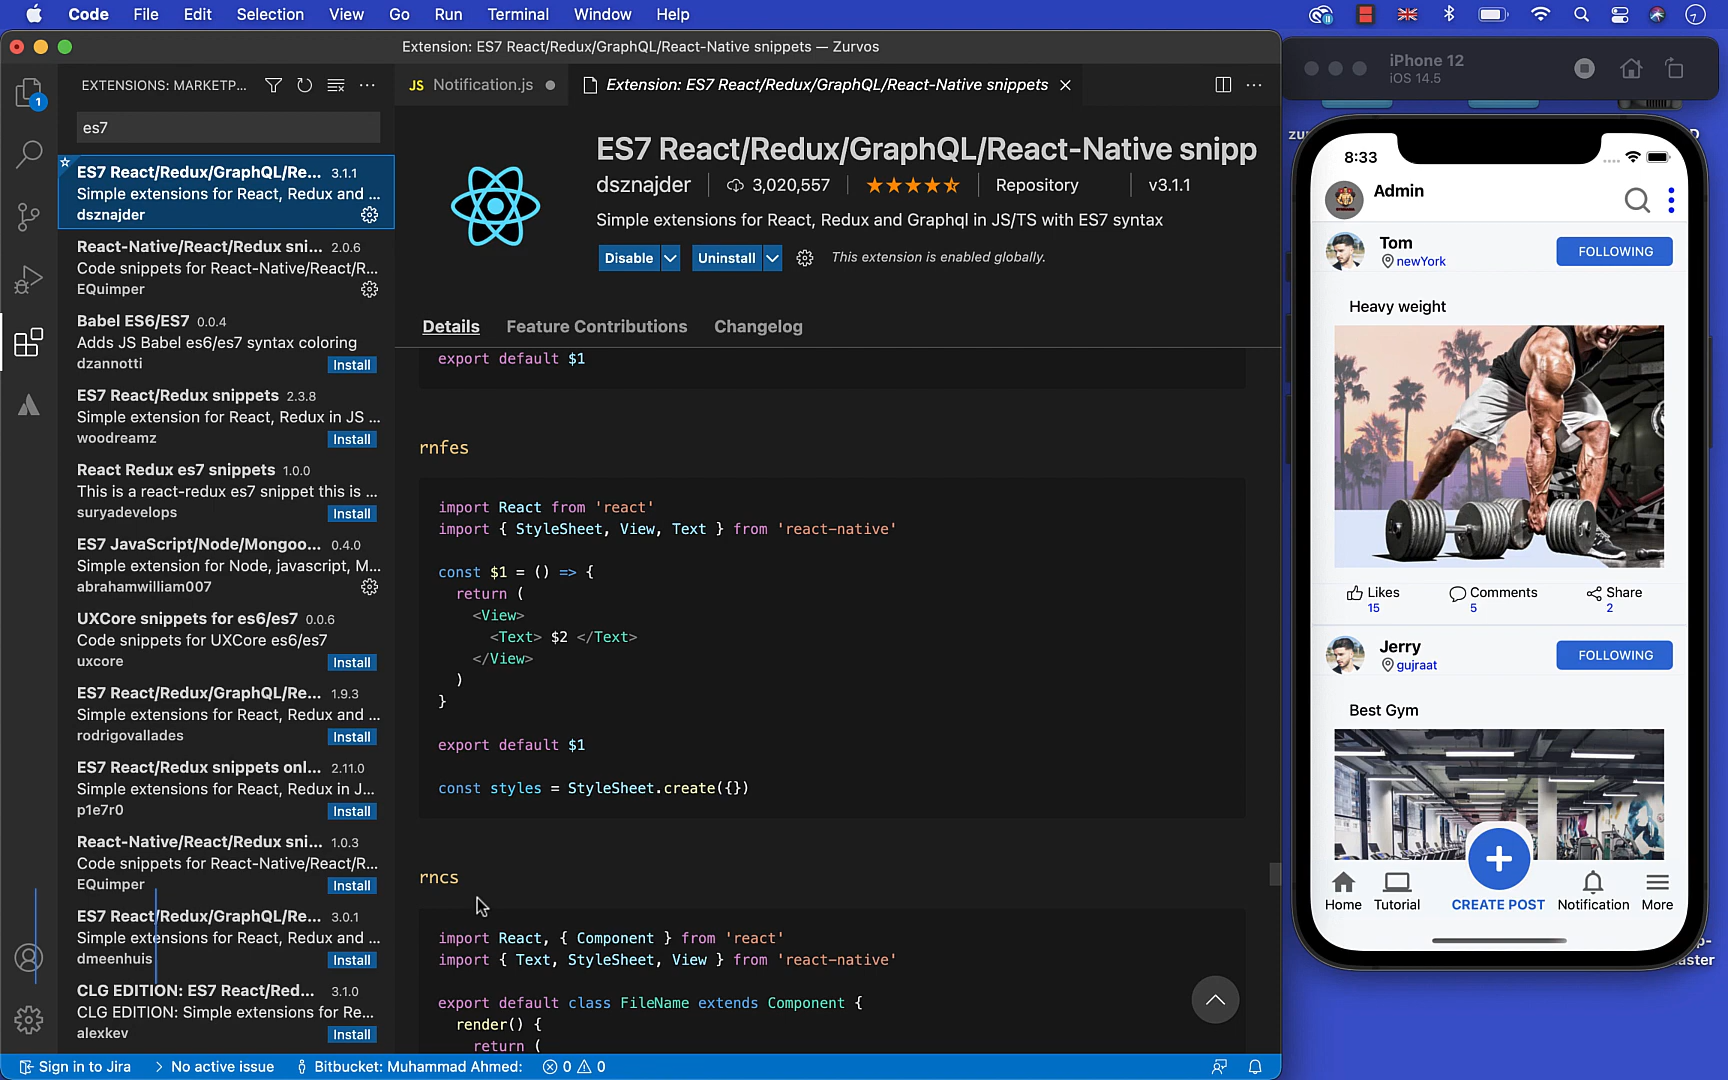 Code File Edit Selection View Go Run Terminal Window Help
Extension: ES7 React/Redux/GraphQL/React-Native snippets — Zurvos
EXTENSIONS: MARKETP...
JS Notification.js
Extension: ES7 React/Redux/GraphQL/React-Native snippets
1
es7
ES7 React/Redux/GraphQL/Re... 3.1.1
Simple extensions for React, Redux and ...
dsznajder
React-Native/React/Redux sni... 2.0.6
Code snippets for React-Native/React/R...
EQuimper
Babel ES6/ES7 0.0.4
Adds JS Babel es6/es7 syntax coloring
dzannotti Install
ES7 React/Redux snippets 2.3.8
Simple extension for React, Redux in JS ...
woodreamz Install
React Redux es7 snippets 1.0.0
This is a react-redux es7 snippet this is ...
suryadevelops Install
ES7 JavaScript/Node/Mongoo... 0.4.0
Simple extension for Node, javascript, M...
abrahamwilliam007
UXCore snippets for es6/es7 0.0.6
Code snippets for UXCore es6/es7
uxcore Install
ES7 React/Redux/GraphQL/Re... 1.9.3
Simple extensions for React, Redux and ...
rodrigovallades Install
ES7 React/Redux snippets onl... 2.11.0
Simple extensions for React, Redux in J...
p1e7r0 Install
React-Native/React/Redux sni... 1.0.3
Code snippets for React-Native/React/R...
EQuimper Install
ES7 React/Redux/GraphQL/Re... 3.0.1
Simple extensions for React, Redux and ...
dmeenhuis Install
CLG EDITION: ES7 React/Red... 3.1.0
CLG EDITION: Simple extensions for Re...
alexkev Install
ES7 React/Redux/GraphQL/React-Native snipp
dsznajder 3,020,557 Repository v3.1.1
Simple extensions for React, Redux and Graphql in JS/TS with ES7 syntax
Disable Uninstall This extension is enabled globally.
Details Feature Contributions Changelog
export default $1
rnfes
import React from 'react'
import { StyleSheet, View, Text } from 'react-native'
const $1 = () => {
return (
<View>
<Text> $2 </Text>
</View>
)
}
export default $1
const styles = StyleSheet.create({})
rncs
import React, { Component } from 'react'
import { Text, StyleSheet, View } from 'react-native'
export default class FileName extends Component {
render() {
return (
Sign in to Jira No active issue Bitbucket: Muhammad Ahmed: 0 0
iPhone 12
iOS 14.5
zu
D
8:33
Admin
Tom
newYork
FOLLOWING
Heavy weight
Likes Comments Share
15 5 2
Jerry
gujraat
FOLLOWING
Best Gym
Home Tutorial CREATE POST Notification More
p-
aster